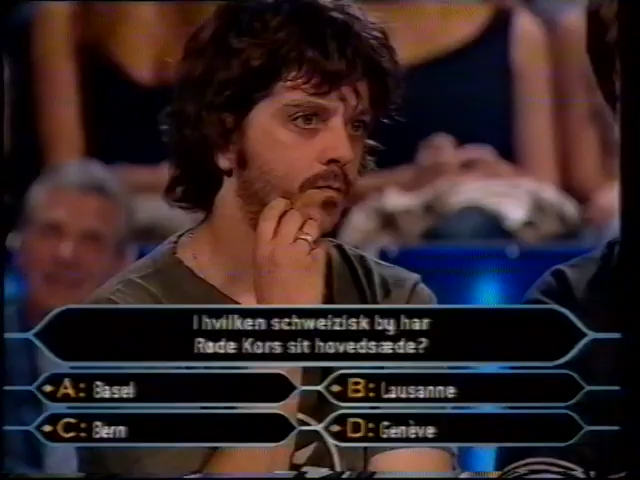 I hvilken schweizisk by har
Røde Kors sit hovedsæde?
A: Basel
B: Lausanne
C: Bern
D: Genève